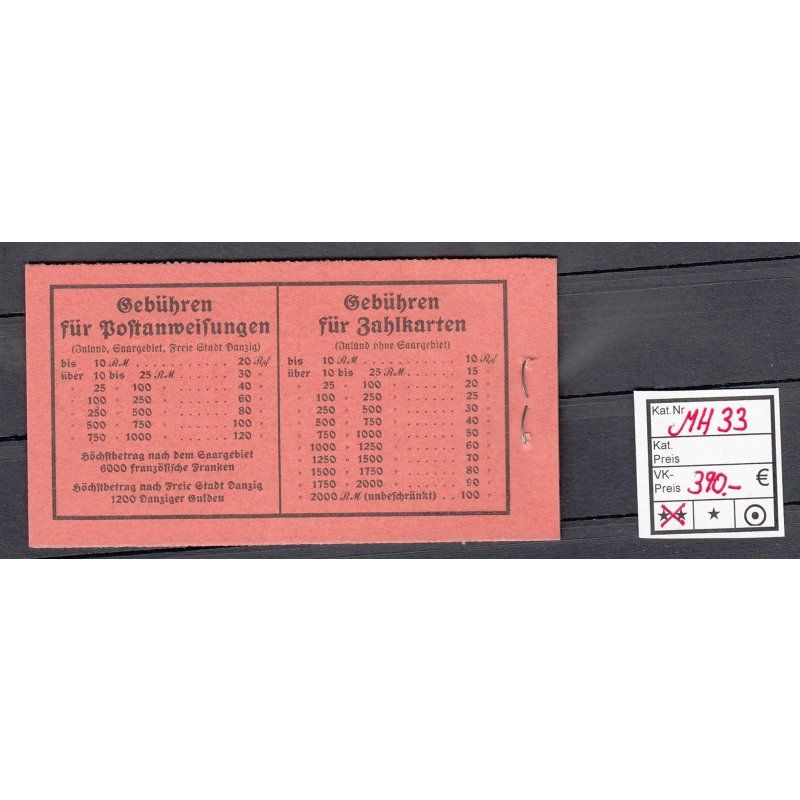 Gebühren
für Postanweisungen
(Inland, Saargebiet, Freie Stadt Danzig)
bis 10 RM . . . . . . . . . . . . . . 20 Rpf
über 10 bis 25 RM . . . . . . 30 "
" 25 " 100 " . . . . . . 40 "
" 100 " 250 " . . . . . . 60 "
" 250 " 500 " . . . . . . 80 "
" 500 " 750 " . . . . . . 100 "
" 750 " 1000 " . . . . . . 120 "
Höchstbetrag nach dem Saargebiet
6000 französische Franken
Höchstbetrag nach Freie Stadt Danzig
1200 Danziger Gulden
Gebühren
für Zahlkarten
(Inland ohne Saargebiet)
bis 10 RM . . . . . . . . . . . . . . 10 Rpf
über 10 bis 25 RM . . . . . . 15 "
" 25 " 100 " . . . . . . 20 "
" 100 " 250 " . . . . . . 25 "
" 250 " 500 " . . . . . . 30 "
" 500 " 750 " . . . . . . 40 "
" 750 " 1000 " . . . . . . 50 "
" 1000 " 1250 " . . . . . . 60 "
" 1250 " 1500 " . . . . . . 70 "
" 1500 " 1750 " . . . . . . 80 "
" 1750 " 2000 " . . . . . . 90 "
" 2000 RM (unbeschränkt) . . 100 "
Kat.Nr MH 33
Kat.
Preis
VK-
Preis 390.- €